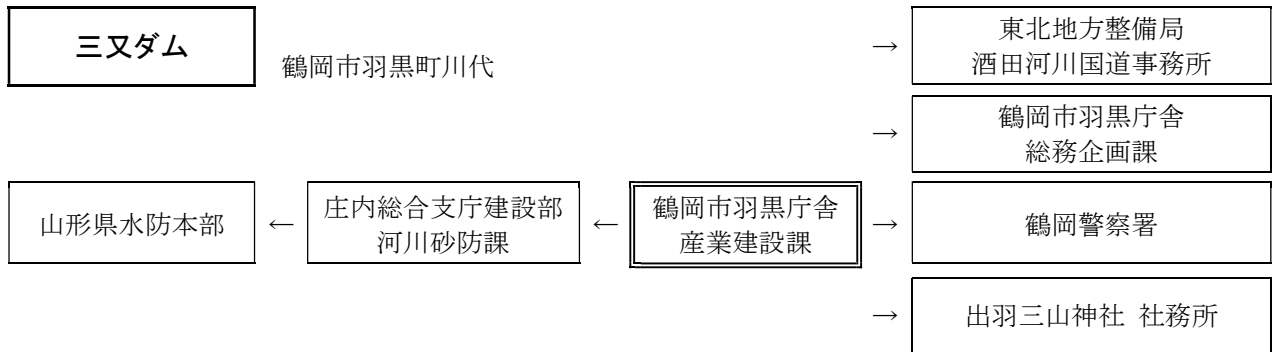 三又ダム
鶴岡市羽黒町川代
→
東北地方整備局
酒田河川国道事務所
→
鶴岡市羽黒庁舎
総務企画課
山形県水防本部
←
庄内総合支庁建設部
河川砂防課
←
鶴岡市羽黒庁舎
産業建設課
→
鶴岡警察署
→
出羽三山神社 社務所